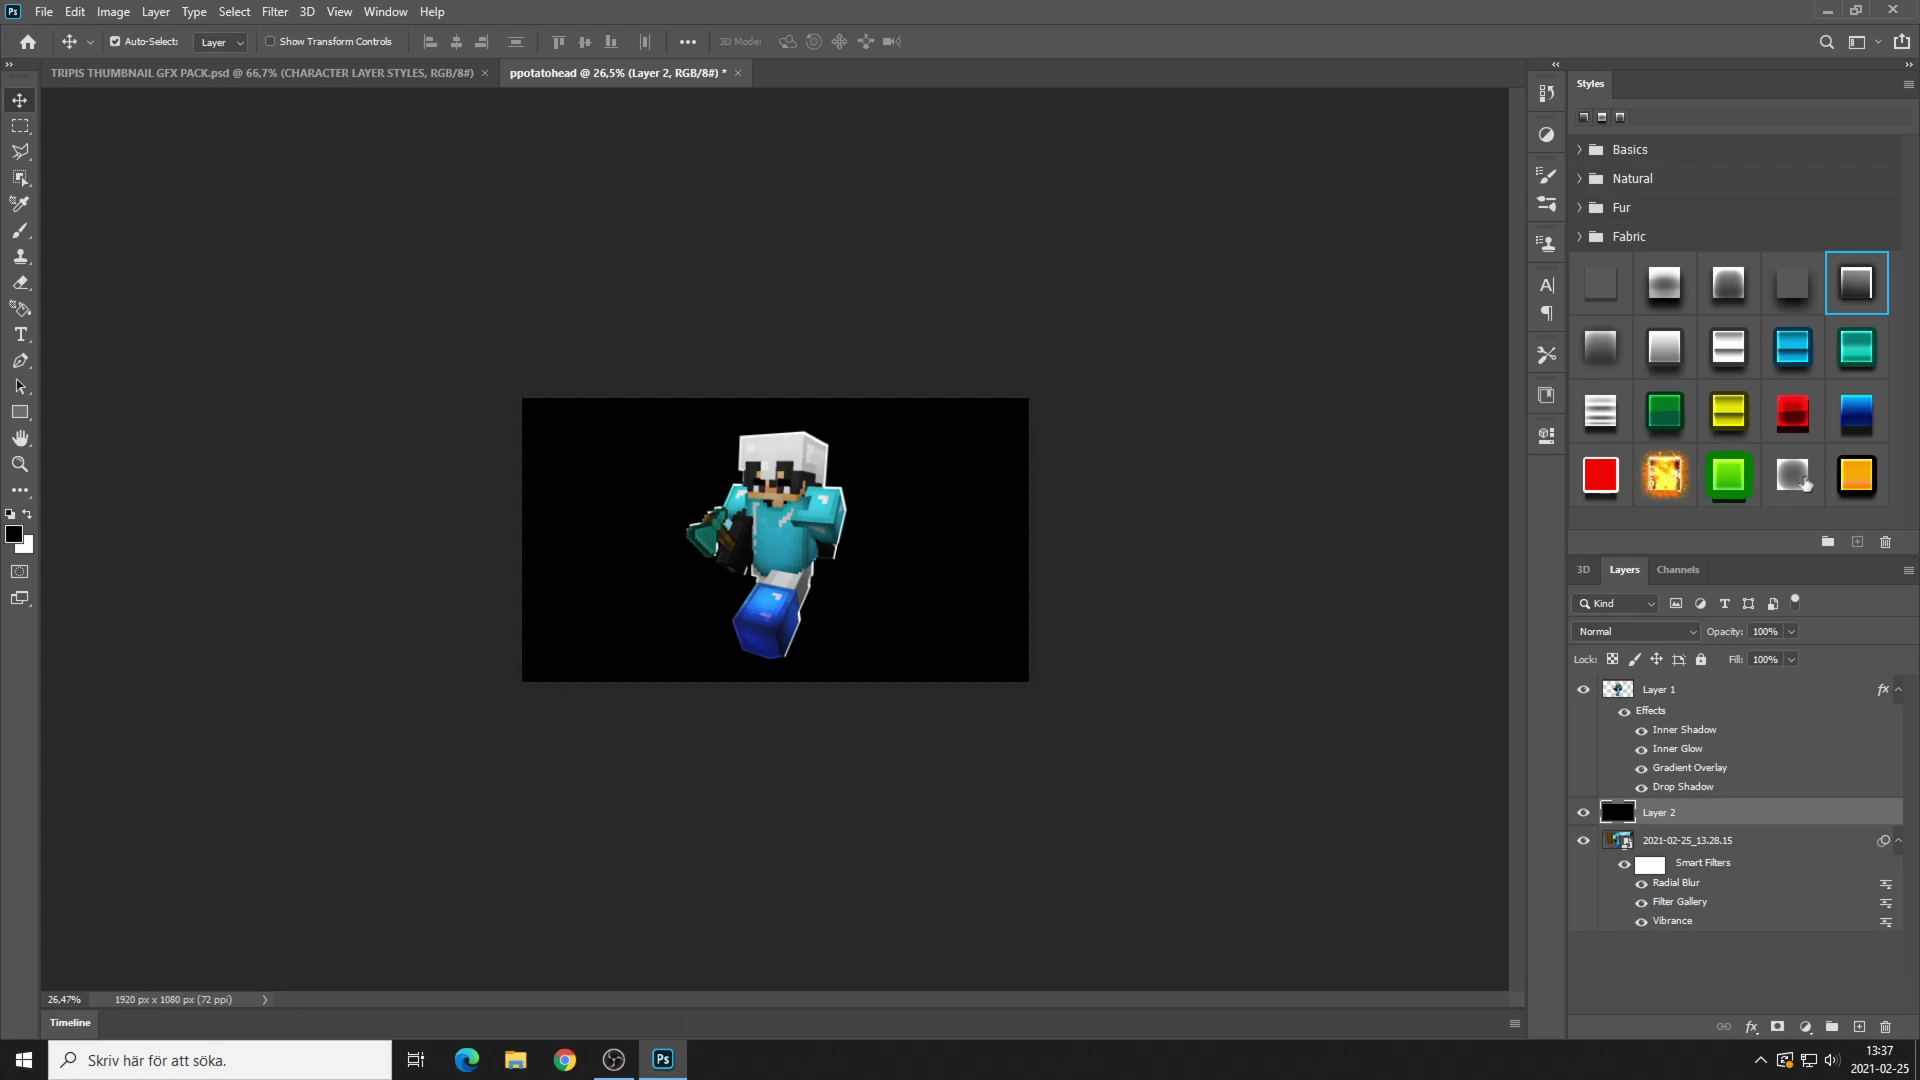 Ps File Edit Image Layer Type Select Filter 3D View Window Help
Auto-Select: Layer Show Transform Controls 3D Mode:
TRIPIS THUMBNAIL GFX PACK.psd @ 66,7% (CHARACTER LAYER STYLES, RGB/8#) × ppotatohead @ 26,5% (Layer 2, RGB/8#) * ×
Styles
Basics
Natural
Fur
Fabric
3D Layers Channels
Kind
Normal Opacity: 100%
Lock: Fill: 100%
Layer 1 fx
Effects
Inner Shadow
Inner Glow
Gradient Overlay
Drop Shadow
Layer 2
2021-02-25_13.28.15
Smart Filters
Radial Blur
Filter Gallery
Vibrance
26,47% 1920 px x 1080 px (72 ppi)
Timeline
fx
Skriv här för att söka.
Ps
13:37
2021-02-25